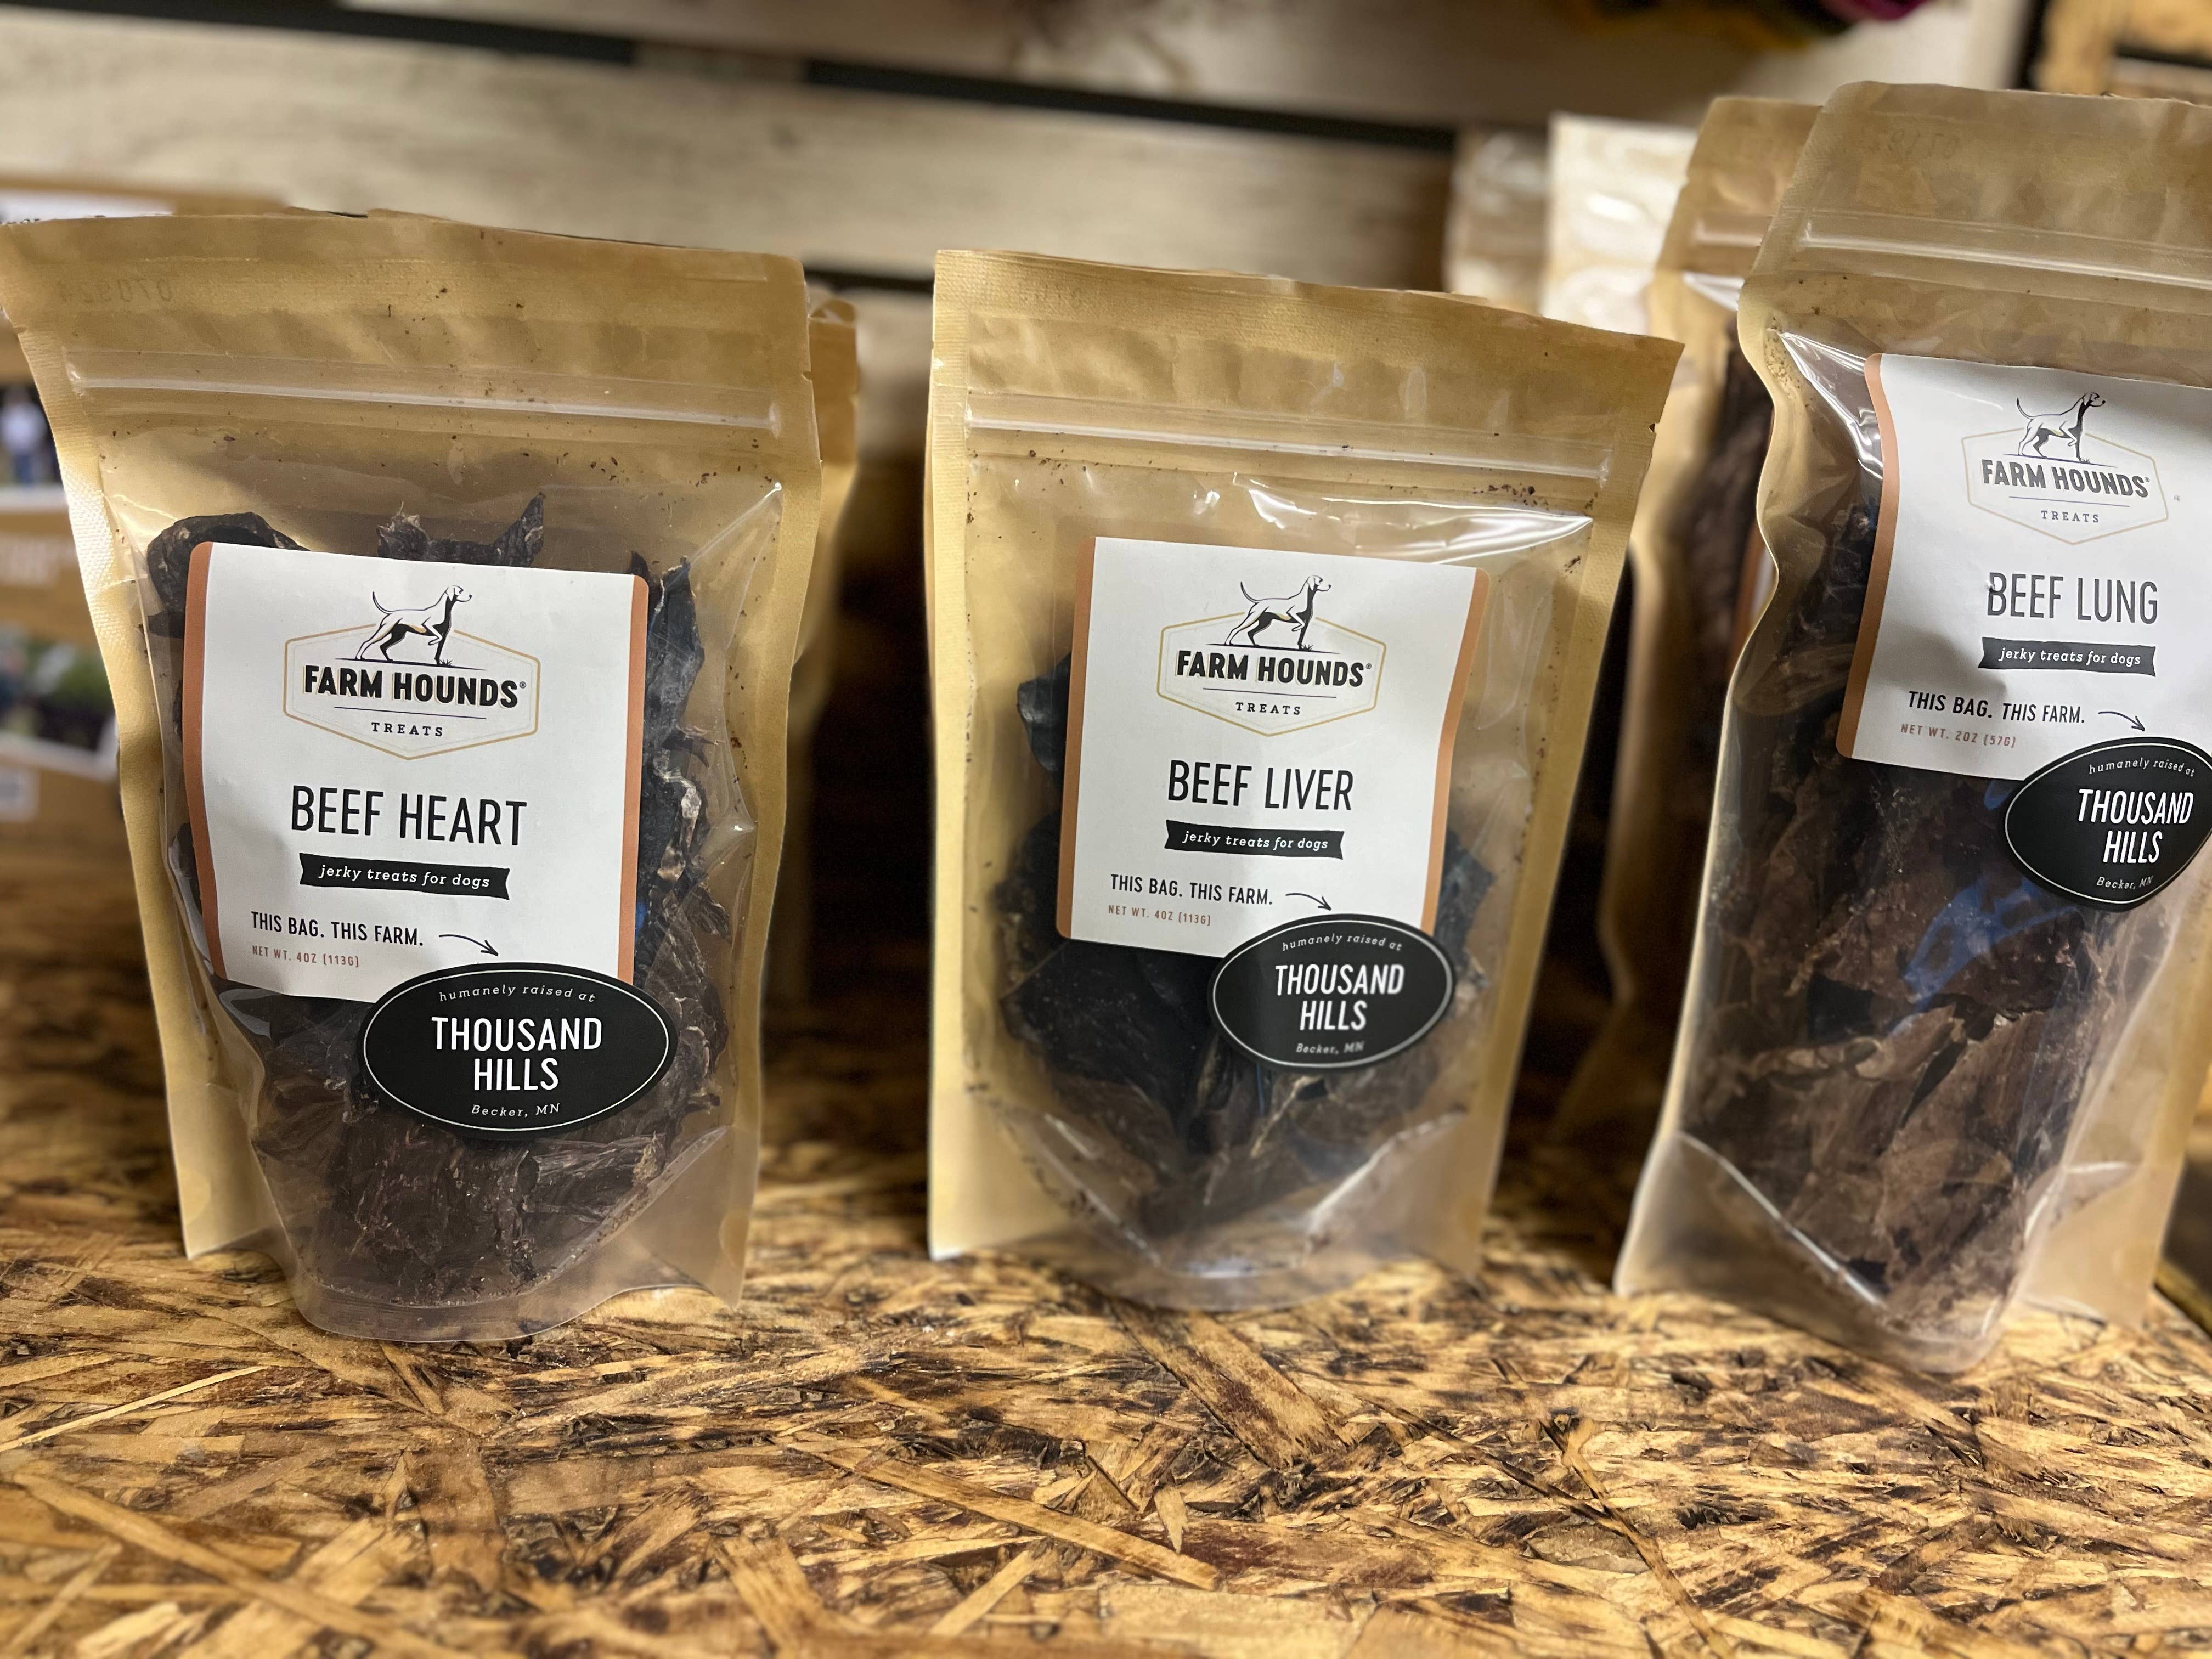 FARM HOUNDS®
TREATS
BEEF HEART
jerky treats for dogs
THIS BAG. THIS FARM.
NET WT. 4OZ (113G)
humanely raised at
THOUSAND
HILLS
Becker, MN
FARM HOUNDS®
TREATS
BEEF LIVER
jerky treats for dogs
THIS BAG. THIS FARM.
NET WT. 4OZ (113G)
humanely raised at
THOUSAND
HILLS
Becker, MN
FARM HOUNDS®
TREATS
BEEF LUNG
jerky treats for dogs
THIS BAG. THIS FARM.
NET WT. 2OZ (57G)
humanely raised at
THOUSAND
HILLS
Becker, MN